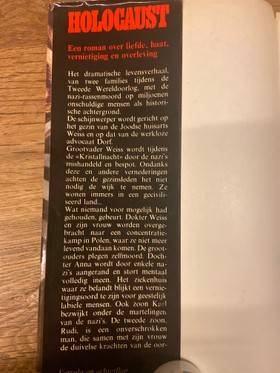 HOLOCAUST
Een roman over liefde, haat,
vernietiging en overleving
Het dramatische levensverhaal,
van twee families tijdens de
Tweede Wereldoorlog, met de
nazi-rassenmoord op miljoenen
onschuldige mensen als histori-
sche achtergrond.
De schijnwerper wordt gericht op
het gezin van de Joodse huisarts
Weiss en op dat van de werkloze
advocaat Dorf.
Grootvader Weiss wordt tijdens
de «Kristallnacht» door de nazi's
mishandeld en bespot. Ondanks
deze en andere vernederingen
achten de gezinsleden het niet
nodig de wijk te nemen. Ze
wonen immers in een gecivili-
seerd land...
Wat niemand voor mogelijk had
gehouden, gebeurt. Dokter Weiss
en zijn vrouw worden overge-
bracht naar een concentratie-
kamp in Polen, waar ze niet meer
levend vandaan komen. De groot-
ouders plegen zelfmoord. Doch-
ter Anna wordt door enkele na-
zi's aangerand en stort mentaal
volledig ineen. Het ziekenhuis
waar ze belandt blijkt een vernie-
tigingsoord te zijn voor geestelijk
labiele mensen. Ook zoon Karl
bezwijkt onder de martelingen
van de nazi's. De tweede zoon,
Rudi, is een onverschrokken
man, die samen met zijn vrouw
de duivelse krachten van de oor-